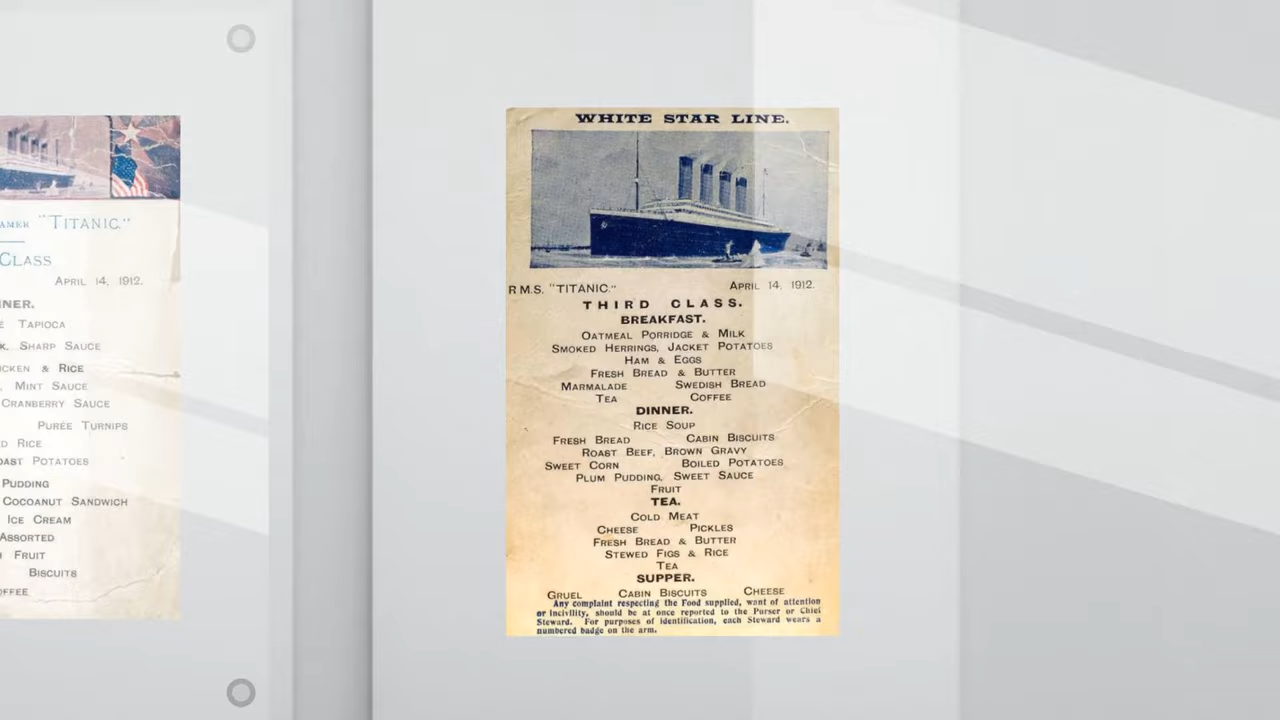 AMER "TITANIC."
CLASS
APRIL 14, 1912.
NER.
E TAPIOCA
K. SHARP SAUCE
ICKEN & RICE
. MINT SAUCE
CRANBERRY SAUCE
PURÉE TURNIPS
D RICE
OAST POTATOES
PUDDING
COCOANUT SANDWICH
ICE CREAM
ASSORTED
H FRUIT
BISCUITS
OFFEE
WHITE STAR LINE.
R.M.S. "TITANIC." APRIL 14, 1912.
THIRD CLASS.
BREAKFAST.
OATMEAL PORRIDGE & MILK
SMOKED HERRINGS, JACKET POTATOES
HAM & EGGS
FRESH BREAD & BUTTER
MARMALADE SWEDISH BREAD
TEA COFFEE
DINNER.
RICE SOUP
FRESH BREAD CABIN BISCUITS
ROAST BEEF, BROWN GRAVY
SWEET CORN BOILED POTATOES
PLUM PUDDING, SWEET SAUCE
FRUIT
TEA.
COLD MEAT
CHEESE PICKLES
FRESH BREAD & BUTTER
STEWED FIGS & RICE
TEA
SUPPER.
GRUEL CABIN BISCUITS CHEESE
Any complaint respecting the Food supplied, want of attention
or incivility, should be at once reported to the Purser or Chief
Steward. For purposes of identification, each Steward wears a
numbered badge on the arm.